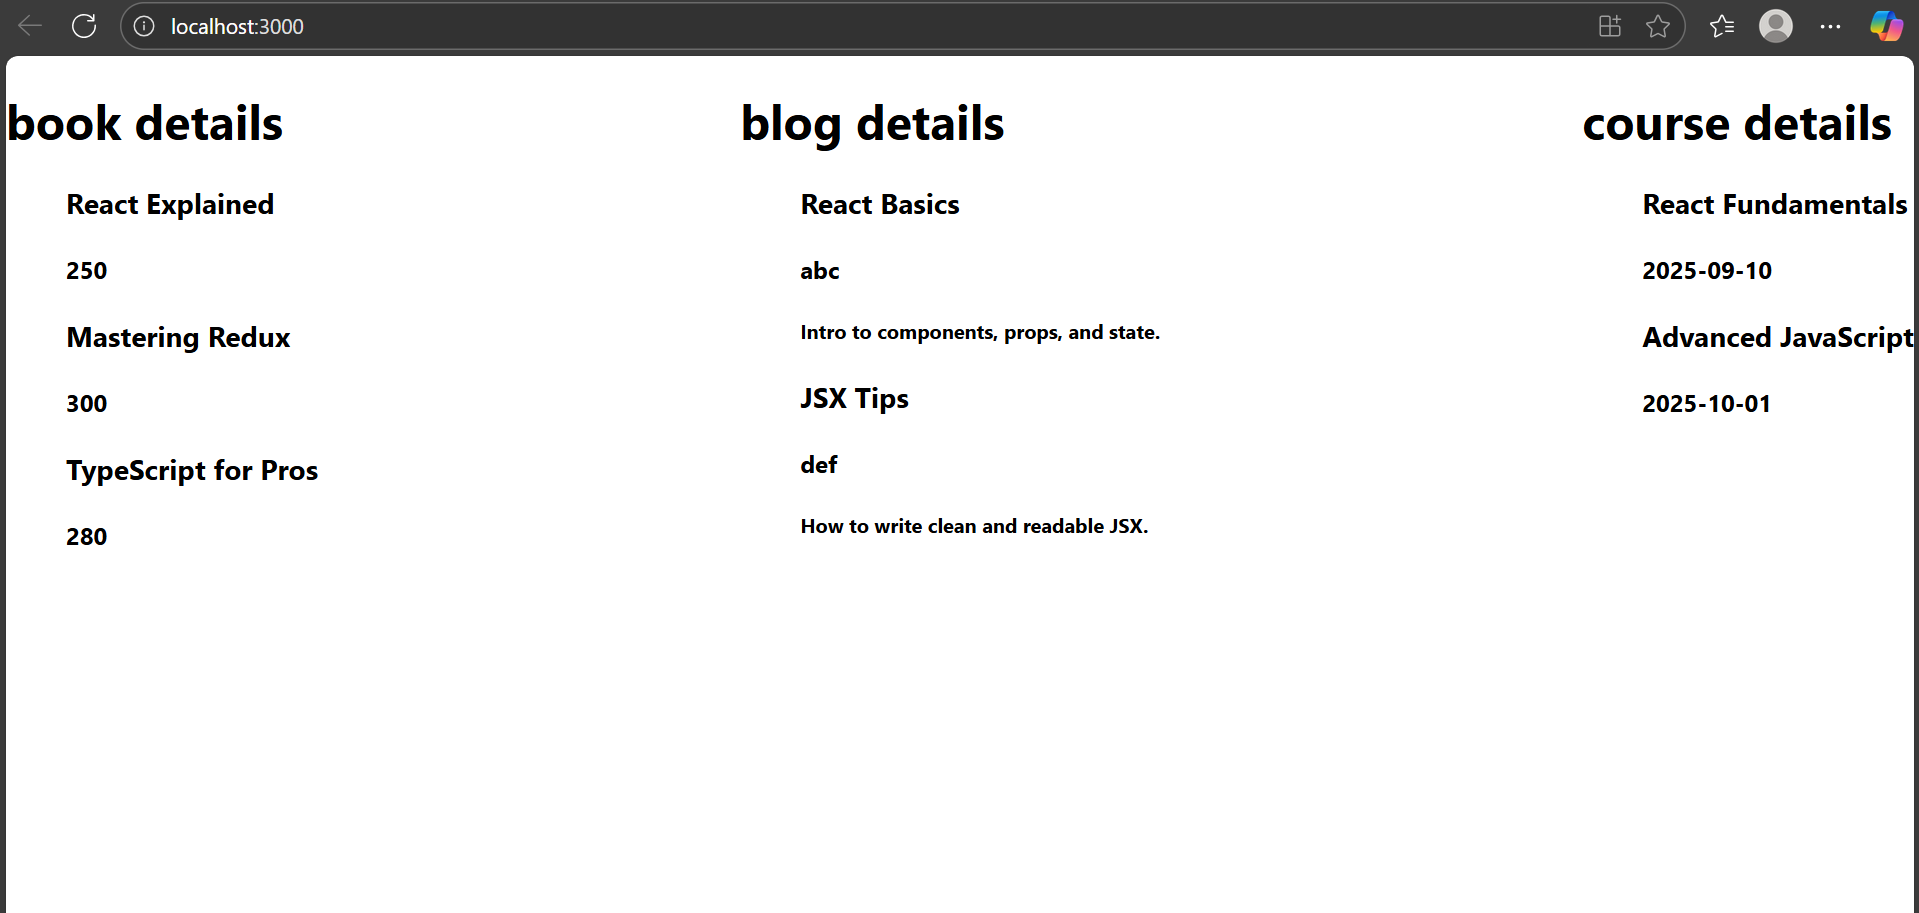 localhost:3000
book details
React Explained
250
Mastering Redux
300
TypeScript for Pros
280
blog details
React Basics
abc
Intro to components, props, and state.
JSX Tips
def
How to write clean and readable JSX.
course details
React Fundamentals
2025-09-10
Advanced JavaScript
2025-10-01